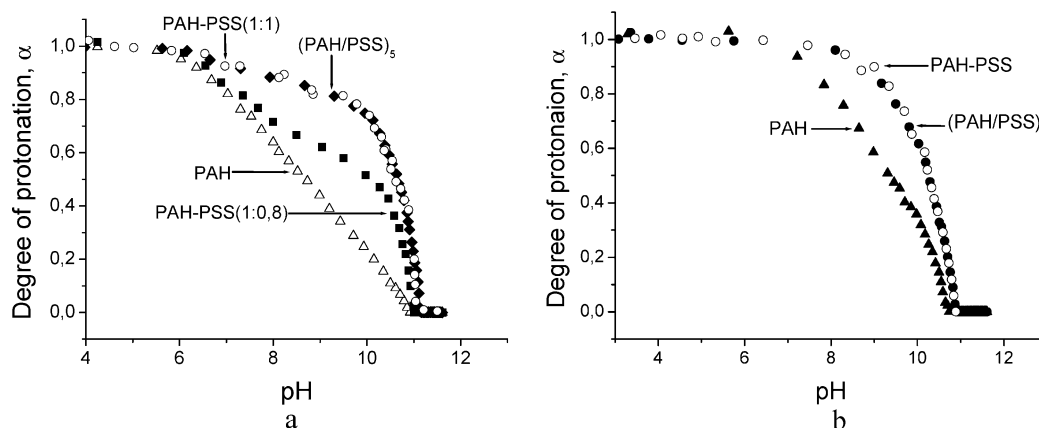 PAH-PSS(1:1)
(PAH/PSS)5
PAH
PAH-PSS(1:0,8)
Degree of protonation, α
1,0
0,8
0,6
0,4
0,2
0,0
4 6 8 10 12
pH
a
PAH-PSS
(PAH/PSS)
PAH
Degree of protonaion, α
1,0
0,8
0,6
0,4
0,2
0,0
4 6 8 10 12
pH
b